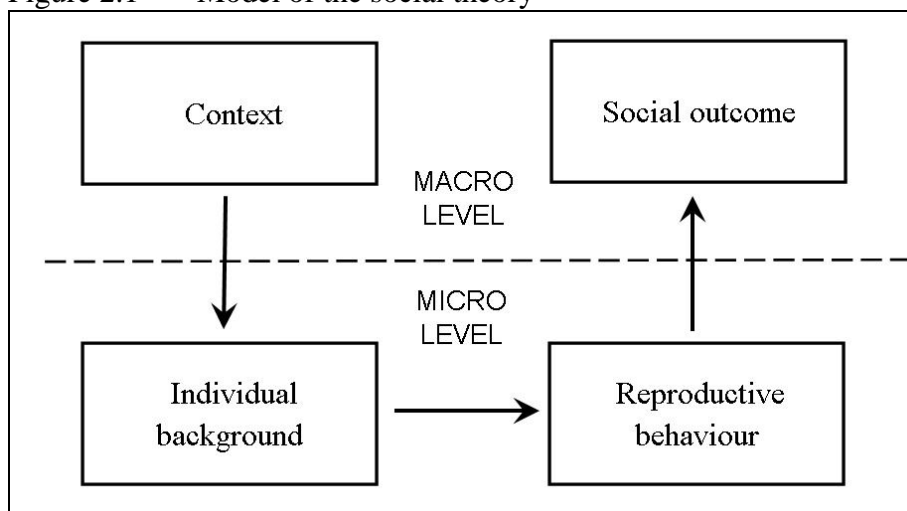 Figure 2.1 Model of the social theory
Context
Social outcome
MACRO
LEVEL
MICRO
LEVEL
Individual
background
Reproductive
behaviour